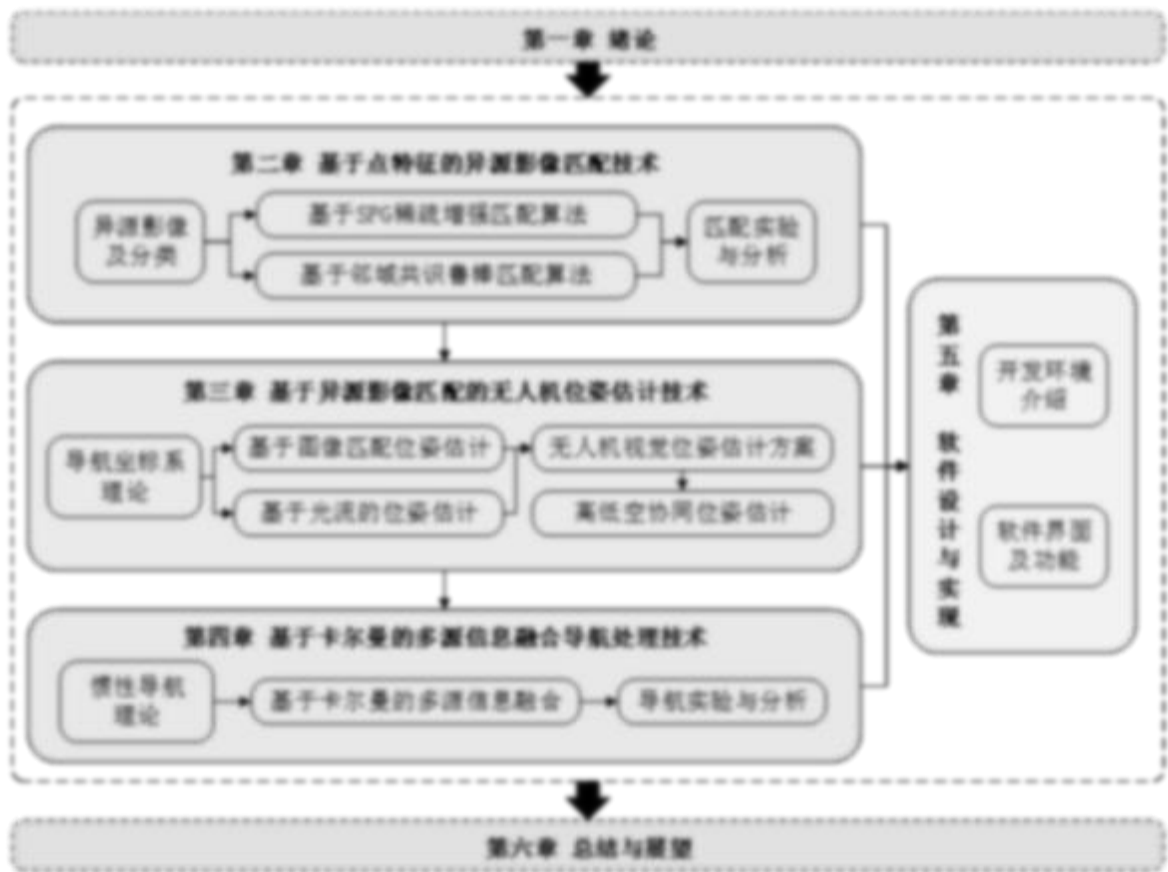 第一章 绪论
第二章 基于点特征的异源影像匹配技术
异源影像
及分类
基于SPG稀疏增强匹配算法
基于邻域共识鲁棒匹配算法
匹配实验
与分析
第三章 基于异源影像匹配的无人机位姿估计技术
导航坐标系
理论
基于图像匹配位姿估计
基于光流的位姿估计
无人机视觉位姿估计方案
高低空协同位姿估计
第四章 基于卡尔曼的多源信息融合导航处理技术
惯性导航
理论
基于卡尔曼的多源信息融合
导航实验与分析
第五章 软件设计与实现
开发环境
介绍
软件界面
及功能
第六章 总结与展望